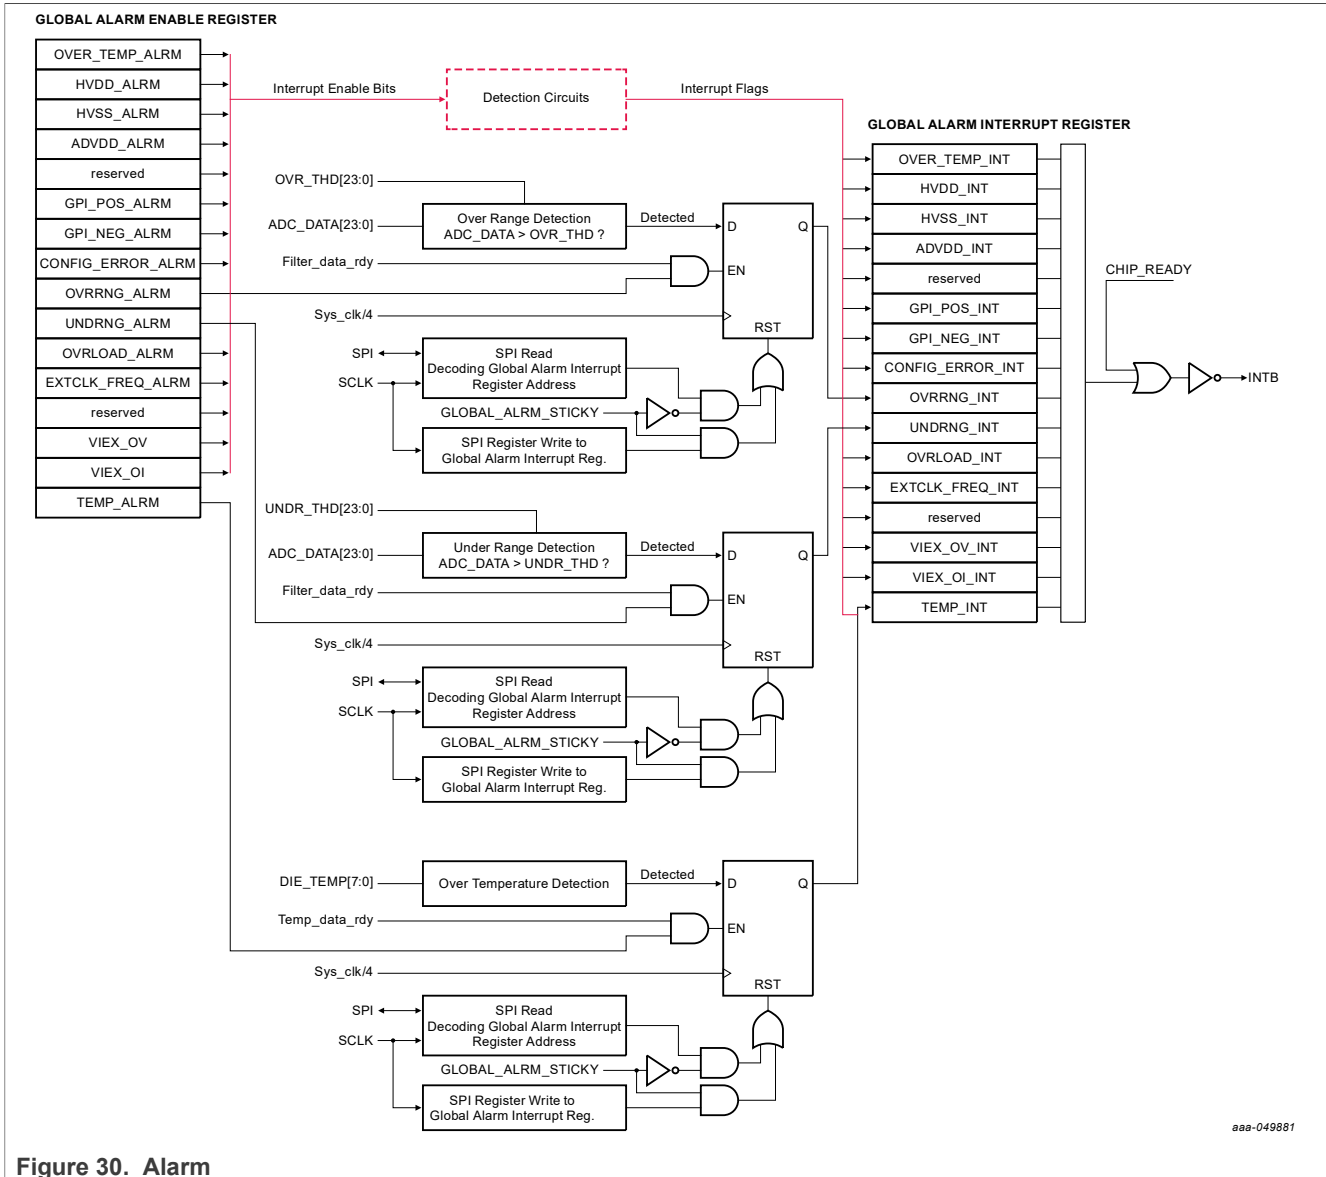 GLOBAL ALARM ENABLE REGISTER
OVER_TEMP_ALRM
HVDD_ALRM
HVSS_ALRM
ADVDD_ALRM
reserved
GPI_POS_ALRM
GPI_NEG_ALRM
CONFIG_ERROR_ALRM
OVRRNG_ALRM
UNDRNG_ALRM
OVRLOAD_ALRM
EXTCLK_FREQ_ALRM
reserved
VIEX_OV
VIEX_OI
TEMP_ALRM
Interrupt Enable Bits
Detection Circuits
Interrupt Flags
OVR_THD[23:0]
ADC_DATA[23:0]
Over Range Detection
ADC_DATA > OVR_THD ?
Detected
Filter_data_rdy
Sys_clk/4
D
Q
EN
RST
SPI
SCLK
SPI Read
Decoding Global Alarm Interrupt
Register Address
GLOBAL_ALRM_STICKY
SPI Register Write to
Global Alarm Interrupt Reg.
UNDR_THD[23:0]
ADC_DATA[23:0]
Under Range Detection
ADC_DATA > UNDR_THD ?
Detected
Filter_data_rdy
Sys_clk/4
D
Q
EN
RST
SPI
SCLK
SPI Read
Decoding Global Alarm Interrupt
Register Address
GLOBAL_ALRM_STICKY
SPI Register Write to
Global Alarm Interrupt Reg.
DIE_TEMP[7:0]
Over Temperature Detection
Detected
Temp_data_rdy
Sys_clk/4
D
Q
EN
RST
SPI
SCLK
SPI Read
Decoding Global Alarm Interrupt
Register Address
GLOBAL_ALRM_STICKY
SPI Register Write to
Global Alarm Interrupt Reg.
GLOBAL ALARM INTERRUPT REGISTER
OVER_TEMP_INT
HVDD_INT
HVSS_INT
ADVDD_INT
reserved
GPI_POS_INT
GPI_NEG_INT
CONFIG_ERROR_INT
OVRRNG_INT
UNDRNG_INT
OVRLOAD_INT
EXTCLK_FREQ_INT
reserved
VIEX_OV_INT
VIEX_OI_INT
TEMP_INT
CHIP_READY
INTB
aaa-049881
Figure 30. Alarm